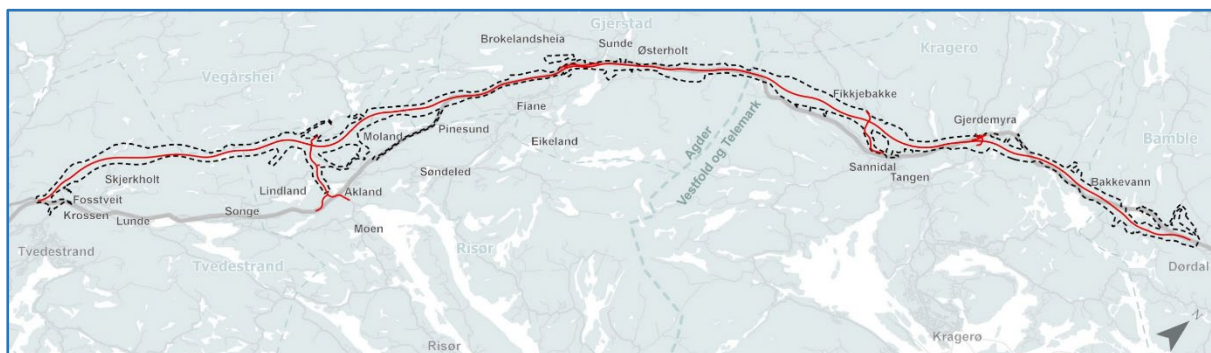 Gjerstad
Brokelandsheia
Sunde
Østerholt
Kragerø
Vegårshei
Fikkjebakke
Fiane
Gjerdemyra
Moland
Pinesund
Bamble
Eikeland
Agder
Vestfold og Telemark
Sannidal
Tangen
Skjerkholt
Søndeled
Bakkevann
Lindland
Akland
Fosstveit
Krossen
Lunde
Songe
Moen
Tvedestrand
Tvedestrand
Risør
Dørdal
Kragerø
Risør
N